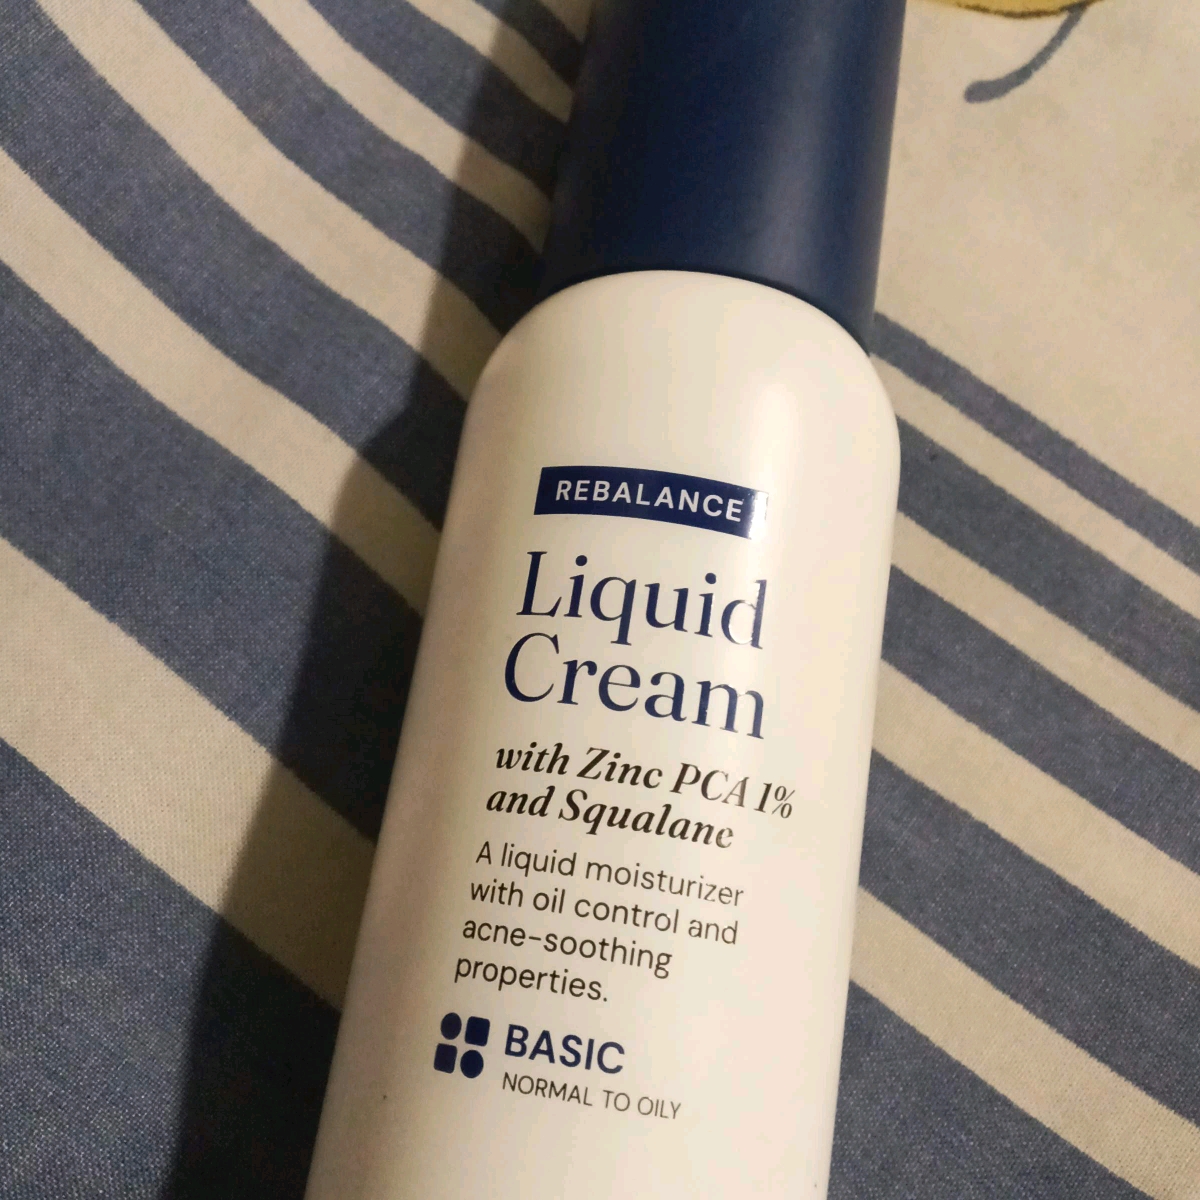 REBALANCE
Liquid
Cream
with Zinc PCA 1%
and Squalane
A liquid moisturizer
with oil control and
acne-soothing
properties.
BASIC
NORMAL TO OILY